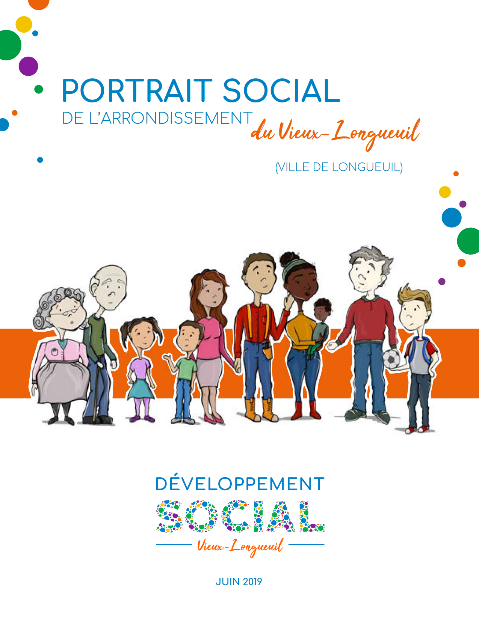 PORTRAIT SOCIAL
DE L'ARRONDISSEMENT du Vieux-Longueuil
(VILLE DE LONGUEUIL)
DÉVELOPPEMENT
SOCIAL
Vieux-Longueuil
JUIN 2019